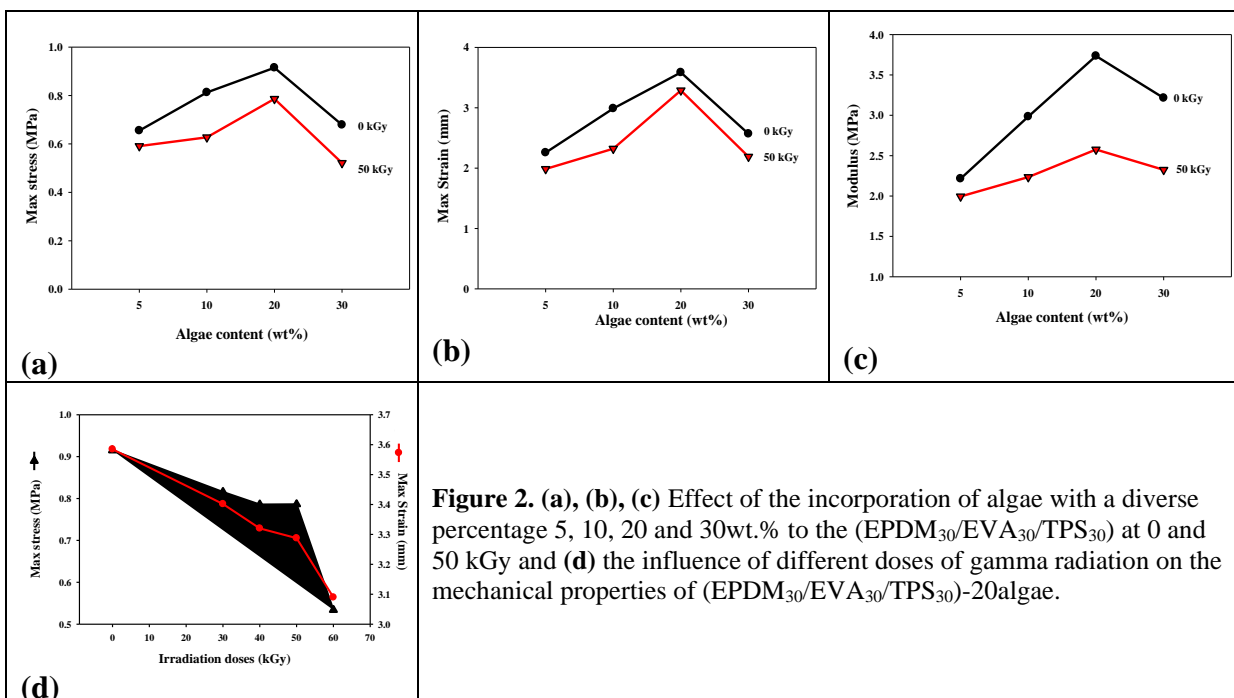 Max stress (MPa)
1.0
0.8
0.6
0.4
0.2
0.0
0 kGy
50 kGy
5 10 20 30
Algae content (wt%)
(a)
Max Strain (mm)
4
3
2
1
0
0 kGy
50 kGy
5 10 20 30
Algae content (wt%)
(b)
Modulus (MPa)
4.0
3.5
3.0
2.5
2.0
1.5
1.0
0 kGy
50 kGy
5 10 20 30
Algae content (wt%)
(c)
Max stress (MPa)
1.0
0.9
0.8
0.7
0.6
0.5
3.7
3.6
3.5
3.4
3.3
3.2
3.1
3.0
Max Strain (mm)
0 10 20 30 40 50 60 70
Irradiation doses (kGy)
(d)
Figure 2. (a), (b), (c) Effect of the incorporation of algae with a diverse
percentage 5, 10, 20 and 30wt.% to the (EPDM₃₀/EVA₃₀/TPS₃₀) at 0 and
50 kGy and (d) the influence of different doses of gamma radiation on the
mechanical properties of (EPDM₃₀/EVA₃₀/TPS₃₀)-20algae.